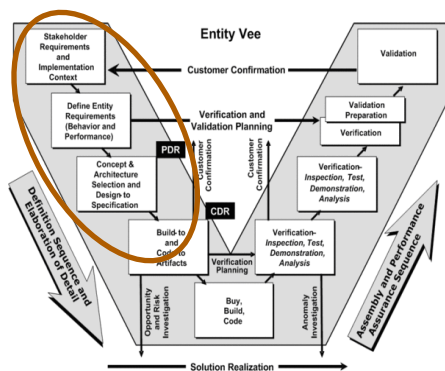 Entity Vee
Stakeholder
Requirements
and
Implementation
Context
Validation
Customer Confirmation
Define Entity
Requirements
(Behavior and
Performance)
Verification and
Validation Planning
Validation
Preparation
Verification
PDR
Customer
Confirmation
Customer
Confirmation
Concept &
Architecture
Selection and
Design to
Specification
Verification-
Inspection, Test,
Demonstration,
Analysis
CDR
Definition Sequence and
Elaboration of Detail
Build-to
and
Code-to
Artifacts
Verification
Planning
Verification-
Inspection, Test,
Demonstration,
Analysis
Assembly and Performance
Assurance Sequence
Buy,
Build,
Code
Opportunity
and Risk
Investigation
Anomaly
Investigation
Solution Realization